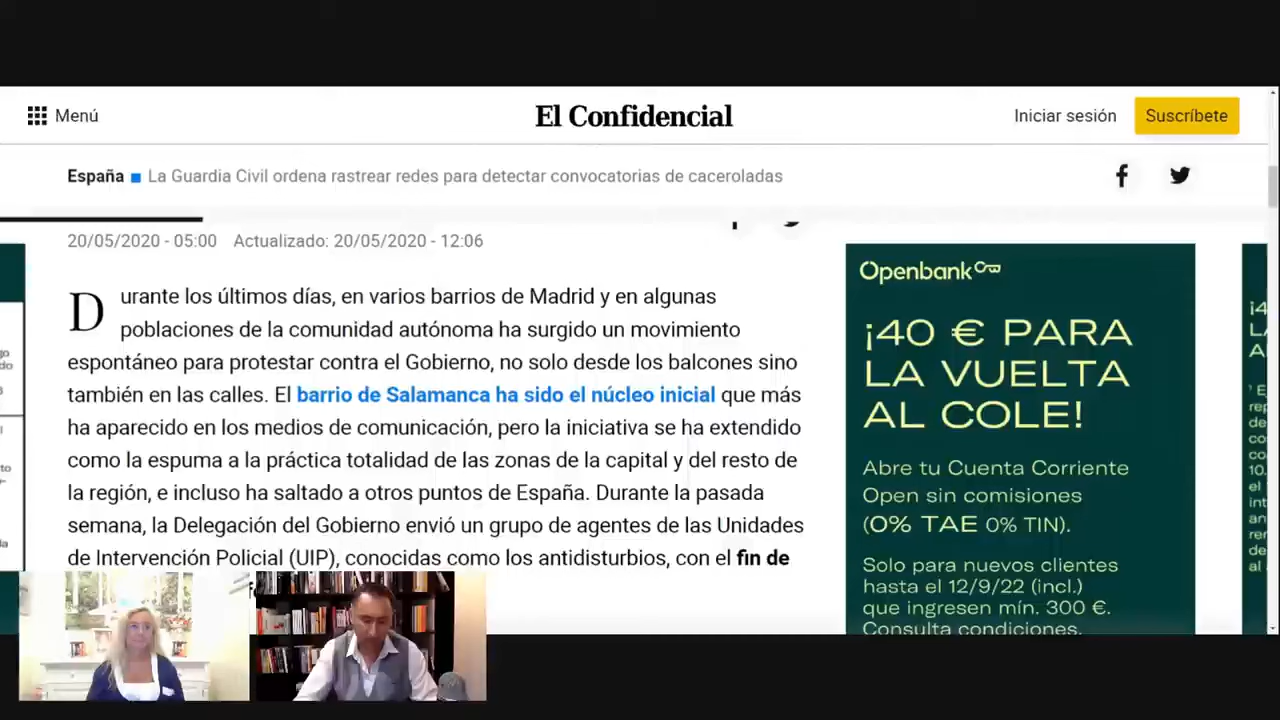 Menú
El Confidencial
Iniciar sesión
Suscríbete
España
La Guardia Civil ordena rastrear redes para detectar convocatorias de caceroladas
20/05/2020 - 05:00 Actualizado: 20/05/2020 - 12:06
Durante los últimos días, en varios barrios de Madrid y en algunas
poblaciones de la comunidad autónoma ha surgido un movimiento
espontáneo para protestar contra el Gobierno, no solo desde los balcones sino
también en las calles. El barrio de Salamanca ha sido el núcleo inicial que más
ha aparecido en los medios de comunicación, pero la iniciativa se ha extendido
como la espuma a la práctica totalidad de las zonas de la capital y del resto de
la región, e incluso ha saltado a otros puntos de España. Durante la pasada
semana, la Delegación del Gobierno envió un grupo de agentes de las Unidades
de Intervención Policial (UIP), conocidas como los antidisturbios, con el fin de
Openbank
¡40 € PARA
LA VUELTA
AL COLE!
Abre tu Cuenta Corriente
Open sin comisiones
(0% TAE 0% TIN).
Solo para nuevos clientes
hasta el 12/9/22 (incl.)
que ingresen mín. 300 €.
Consulta condiciones.